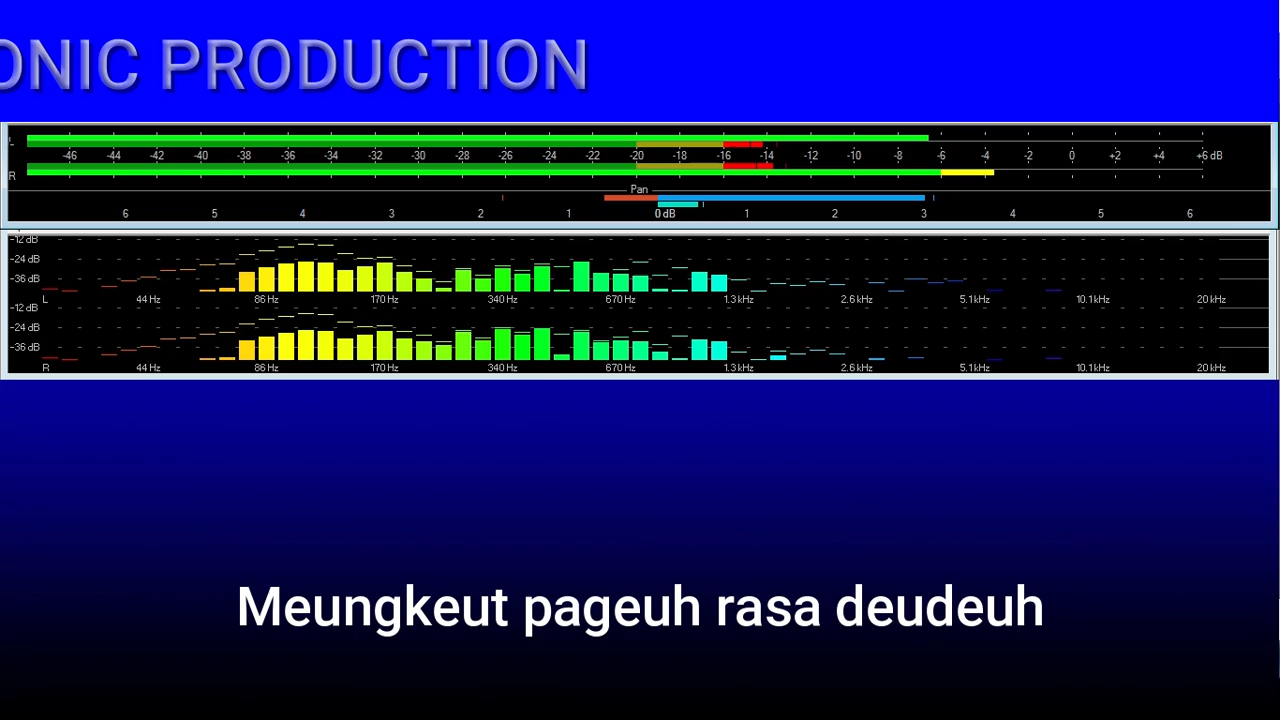 ONIC PRODUCTION
L
-46 -44 -42 -40 -38 -36 -34 -32 -30 -28 -26 -24 -22 -20 -18 -16 -14 -12 -10 -8 -6 -4 -2 0 +2 +4 +6 dB
R
Pan
6 5 4 3 2 1 0 dB 1 2 3 4 5 6
-12 dB
-24 dB
-36 dB
L 44 Hz 86 Hz 170 Hz 340 Hz 670 Hz 1.3 kHz 2.6 kHz 5.1 kHz 10.1 kHz 20 kHz
-12 dB
-24 dB
-36 dB
R 44 Hz 86 Hz 170 Hz 340 Hz 670 Hz 1.3 kHz 2.6 kHz 5.1 kHz 10.1 kHz 20 kHz
Meungkeut pageuh rasa deudeuh